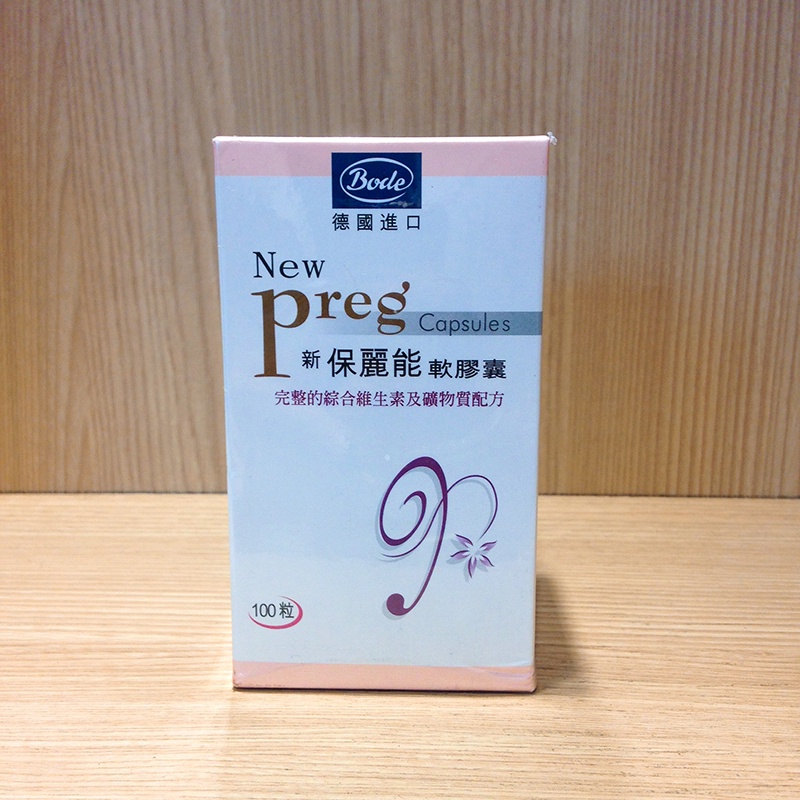 Bode
德國進口
New
preg
Capsules
新保麗能軟膠囊
完整的綜合維生素及礦物質配方
100粒